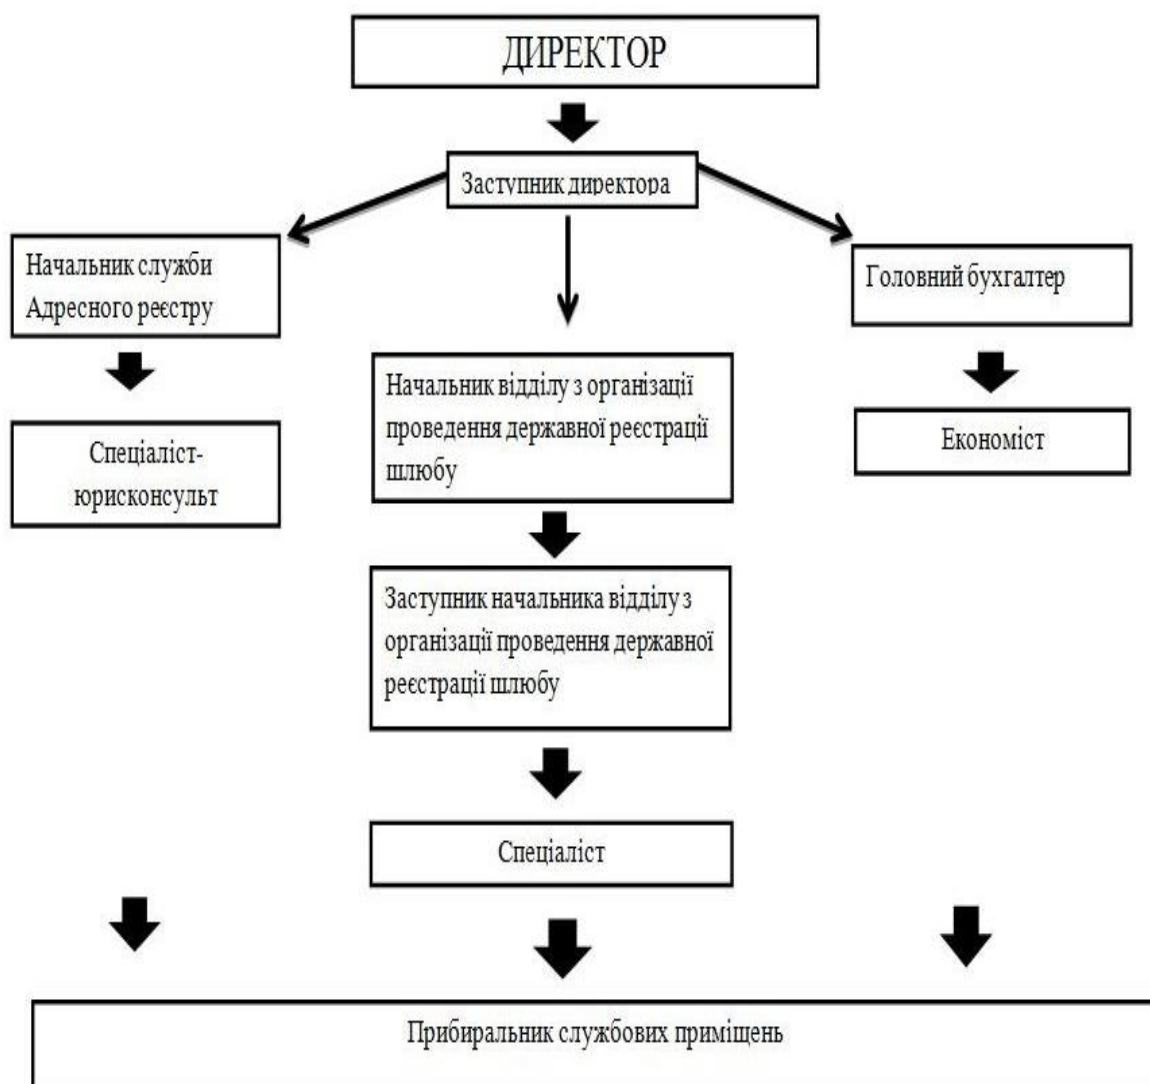 ДИРЕКТОР
Заступник директора
Начальник служби
Адресного реєстру
Головний бухгалтер
Начальник відділу з організації
проведення державної реєстрації
шлюбу
Спеціаліст-
юрисконсульт
Економіст
Заступник начальника відділу з
організації проведення державної
реєстрації шлюбу
Спеціаліст
Прибиральник службових приміщень